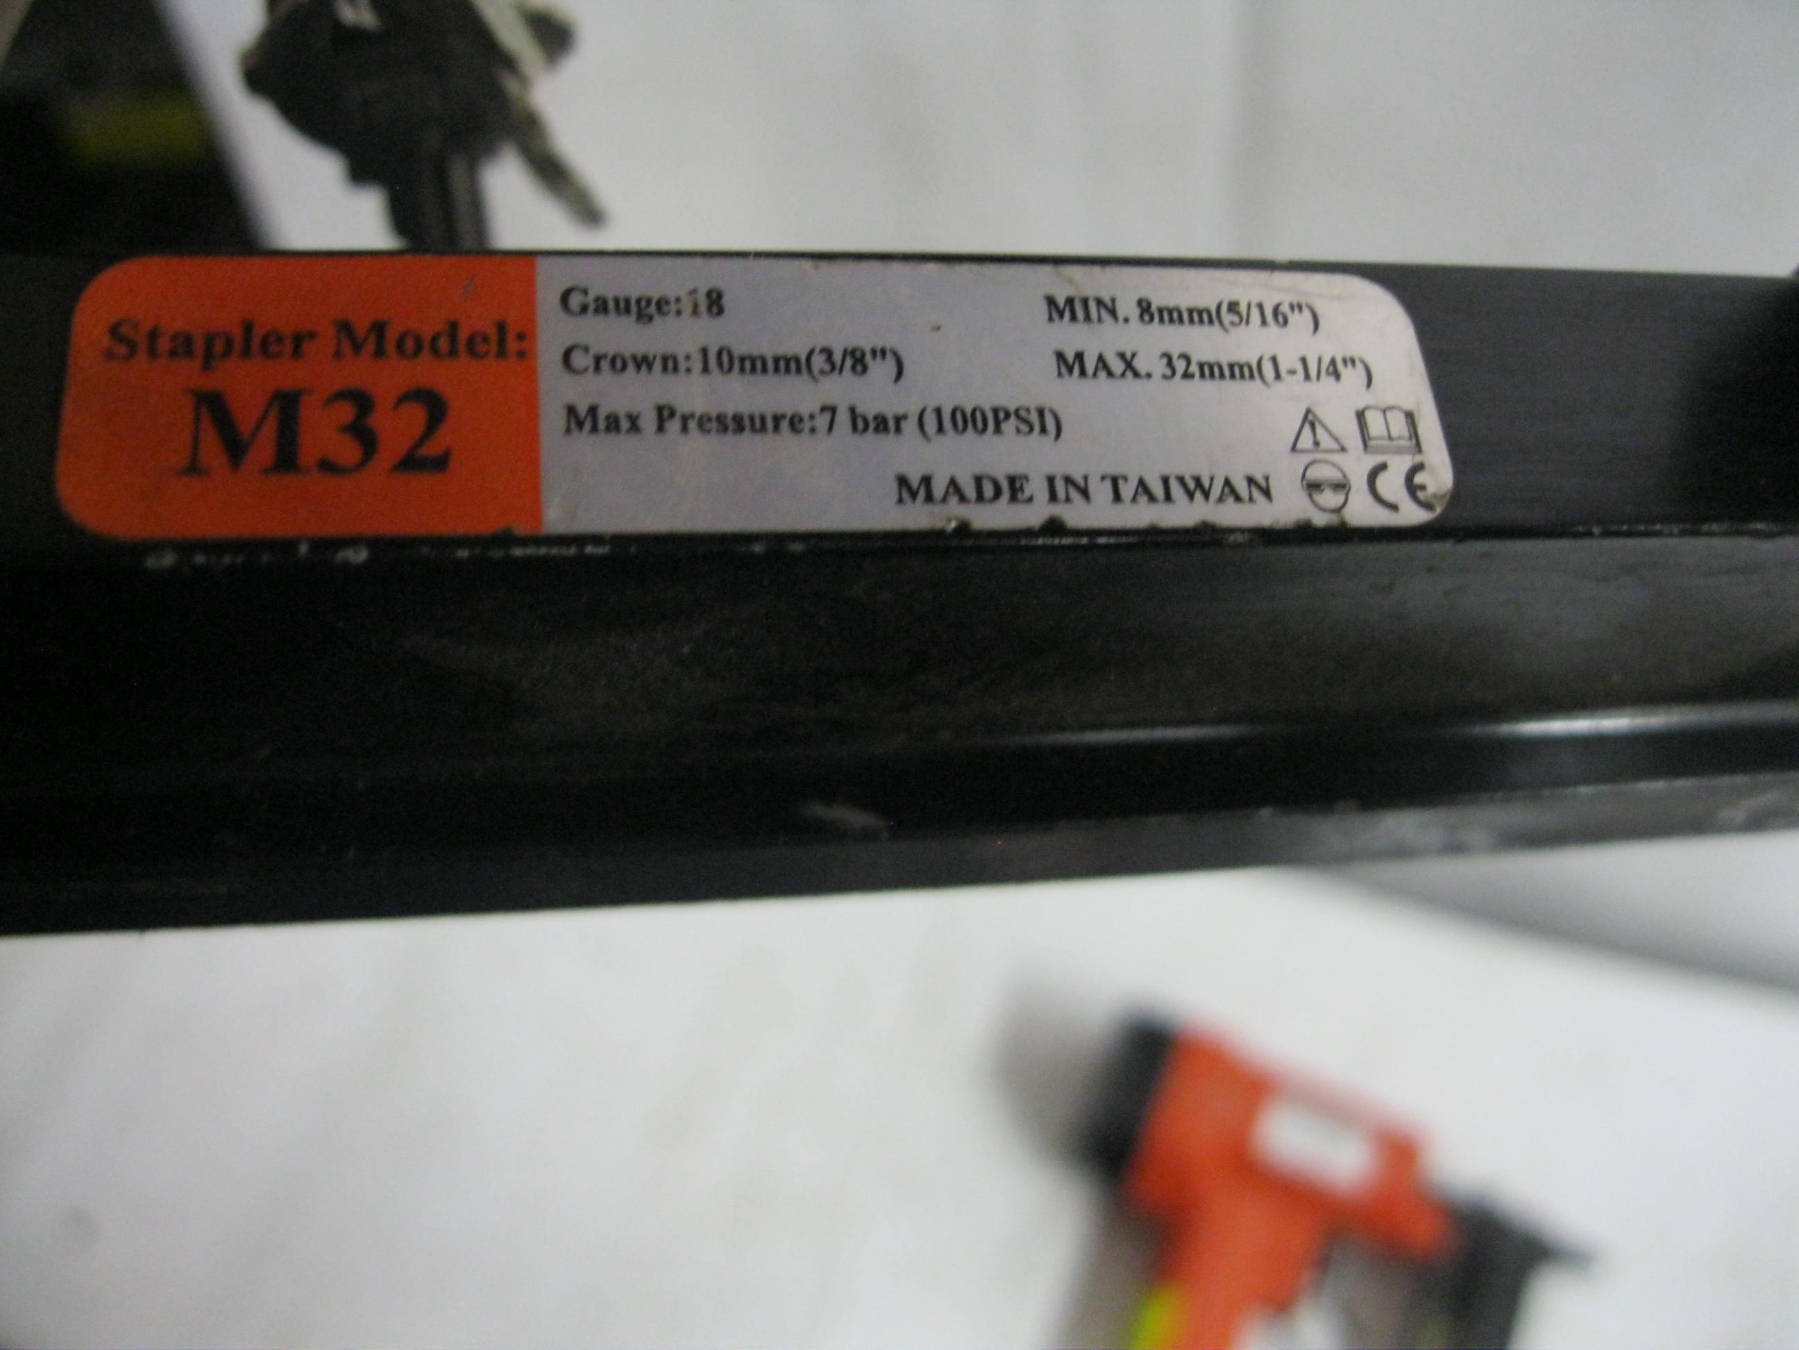 Stapler Model:
M32
Gauge:18
Crown:10mm(3/8")
Max Pressure:7 bar (100PSI)
MIN. 8mm(5/16")
MAX. 32mm(1-1/4")
MADE IN TAIWAN
CE